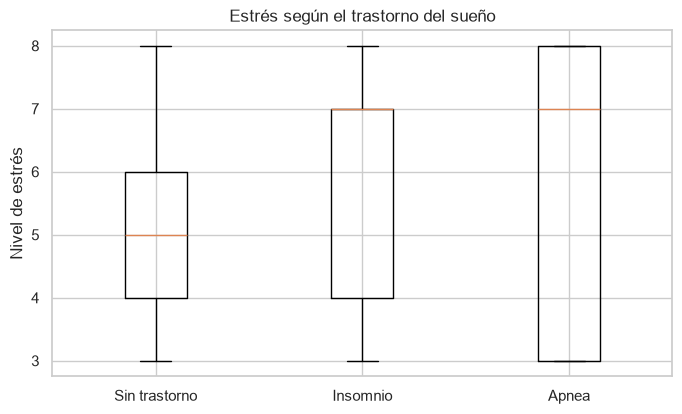 Estrés según el trastorno del sueño
Nivel de estrés
8
7
6
5
4
3
Sin trastorno
Insomnio
Apnea